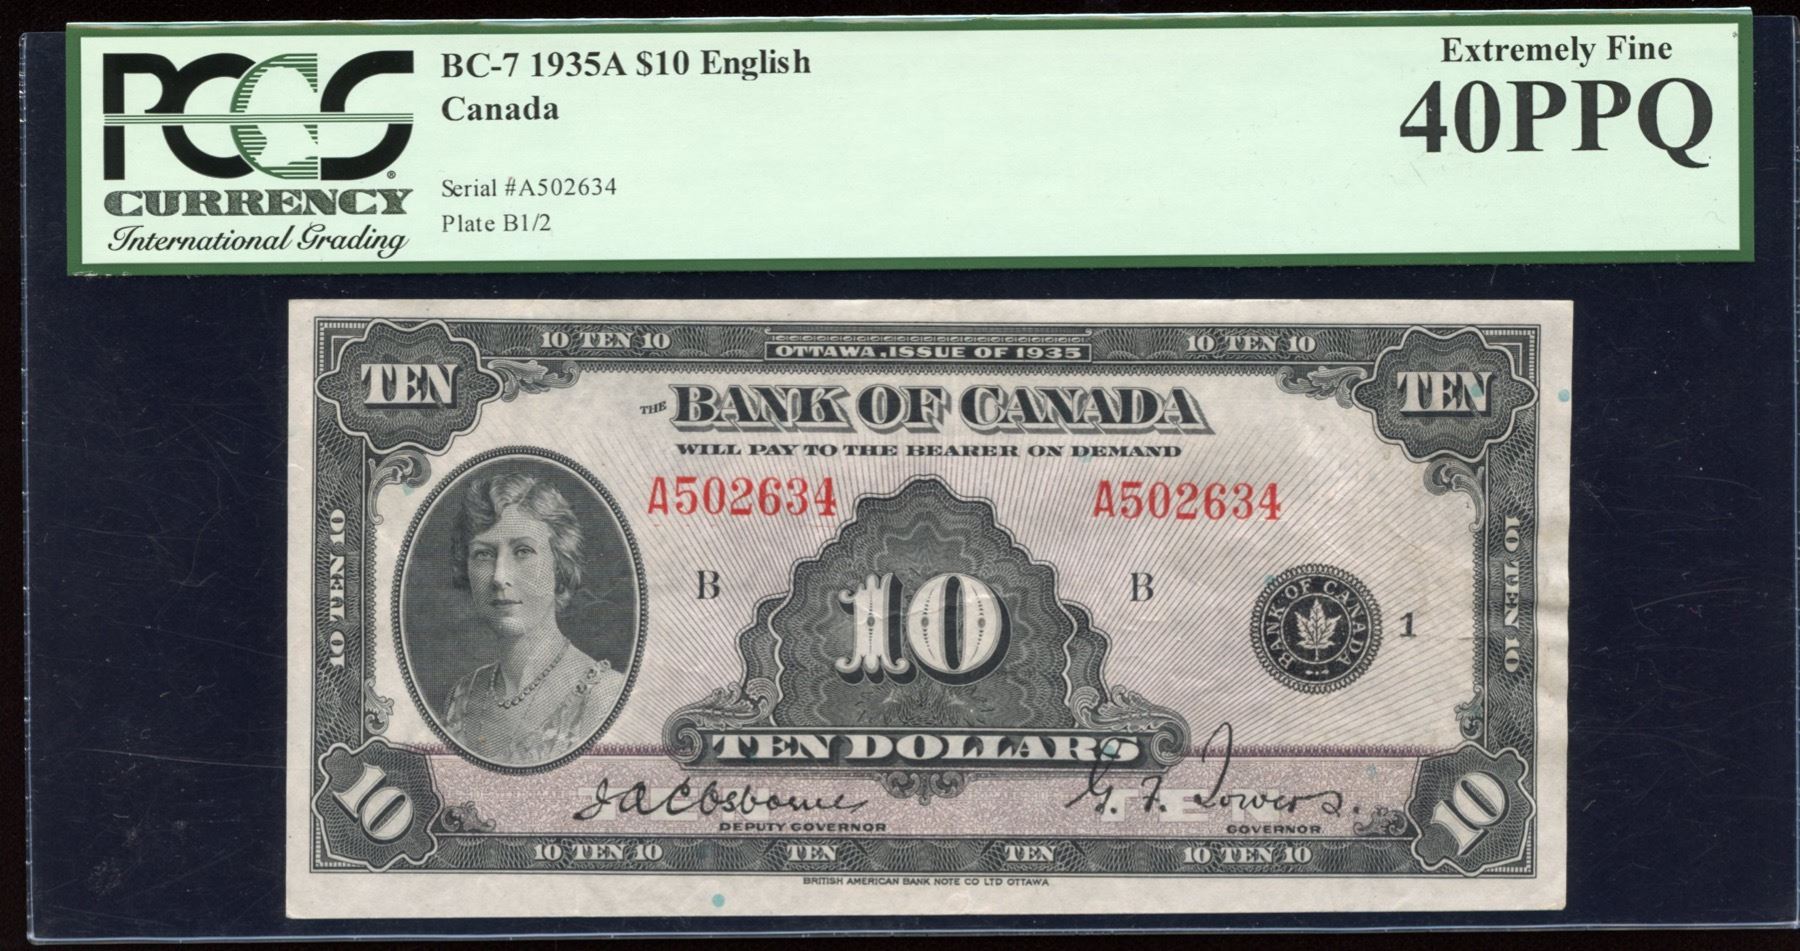 PCGS
CURRENCY
International Grading
BC-7 1935A $10 English
Canada
Serial #A502634
Plate B1/2
Extremely Fine
40PPQ
10 TEN 10
OTTAWA, ISSUE OF 1935
10 TEN 10
TEN
TEN
THE BANK OF CANADA
WILL PAY TO THE BEARER ON DEMAND
A502634
A502634
10 TEN 10
10 TEN 10
B
B
10
BANK OF CANADA
1
TEN DOLLARS
10
10
TEN
TEN
J A C Osborne
G. F. Towers.
DEPUTY GOVERNOR
GOVERNOR
10 TEN 10
TEN
TEN
10 TEN 10
BRITISH AMERICAN BANK NOTE CO LTD OTTAWA